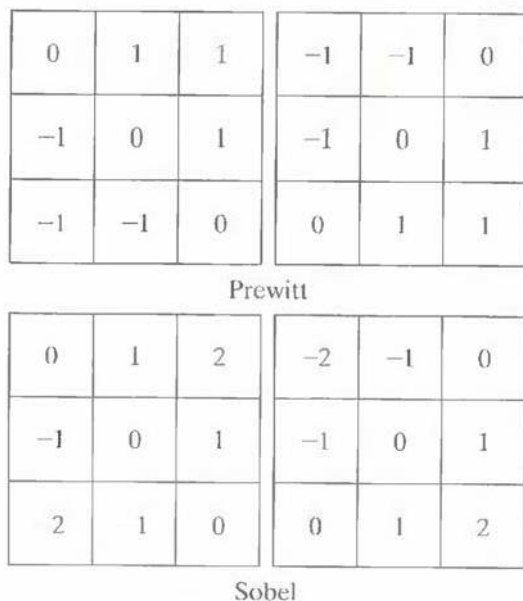 0 1 1 -1 -1 0
-1 0 1 -1 0 1
-1 -1 0 0 1 1
Prewitt
0 1 2 -2 -1 0
-1 0 1 -1 0 1
2 1 0 0 1 2
Sobel